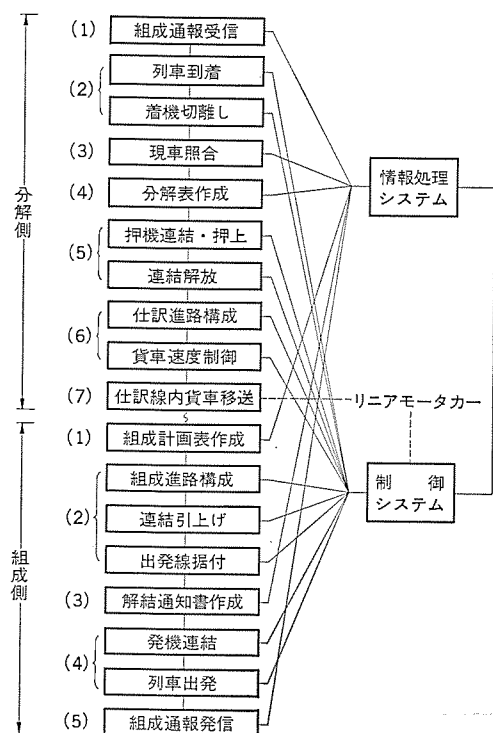 分解側
(1) 組成通報受信
(2) 列車到着
着機切離し
(3) 現車照合
(4) 分解表作成
(5) 押機連結・押上
連結解放
(6) 仕訳進路構成
貨車速度制御
(7) 仕訳線内貨車移送
組成側
(1) 組成計画表作成
(2) 組成進路構成
連結引上げ
出発線据付
(3) 解結通知書作成
(4) 発機連結
列車出発
(5) 組成通報発信
情報処理
システム
リニアモータカー
制御
システム